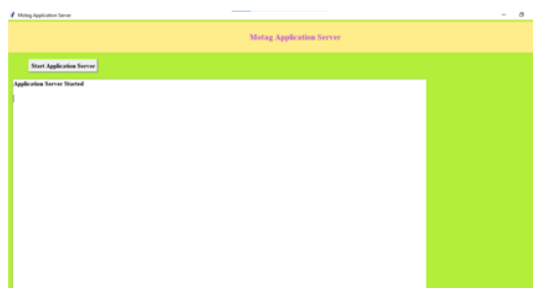 Motag Application Server
Motag Application Server
Start Application Server
Application Server Started